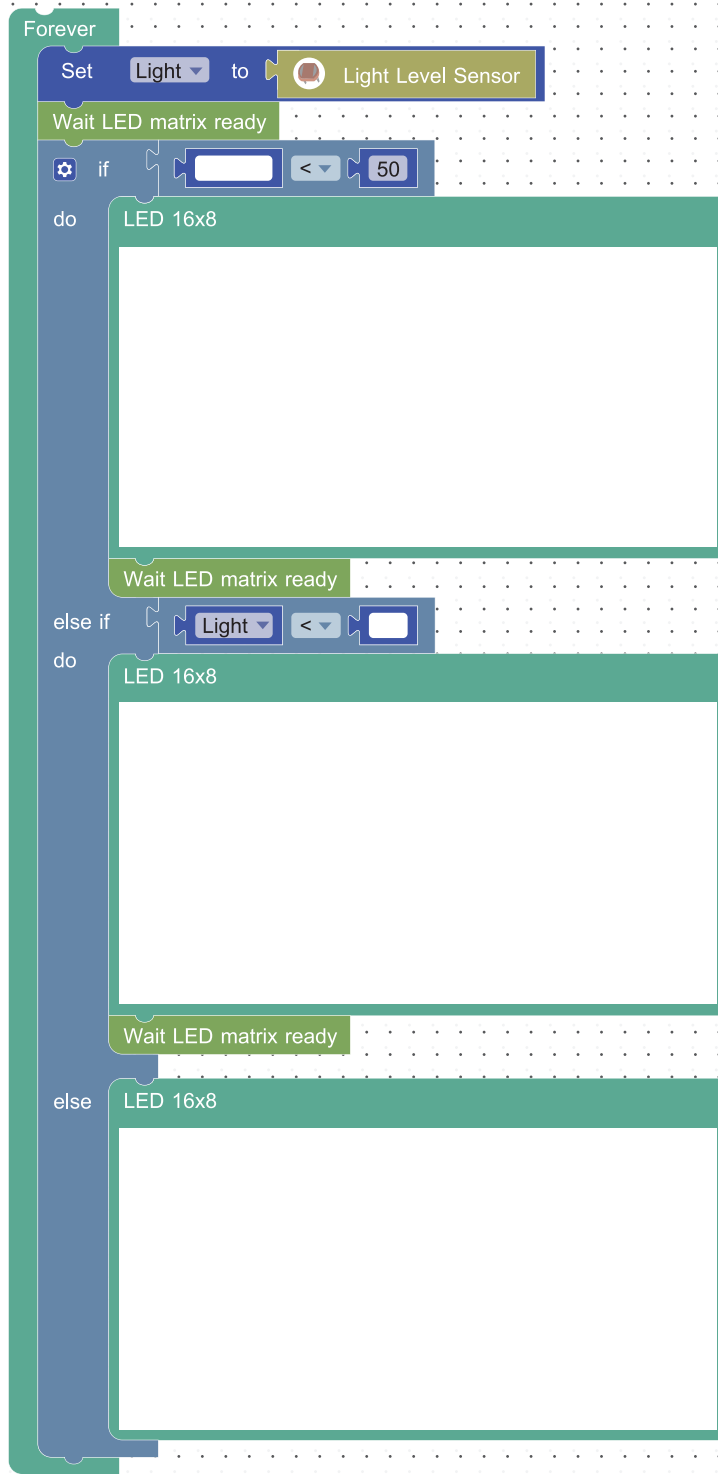 Forever
Set Light to Light Level Sensor
Wait LED matrix ready
if < 50
do LED 16x8
Wait LED matrix ready
else if Light <
do LED 16x8
Wait LED matrix ready
else LED 16x8